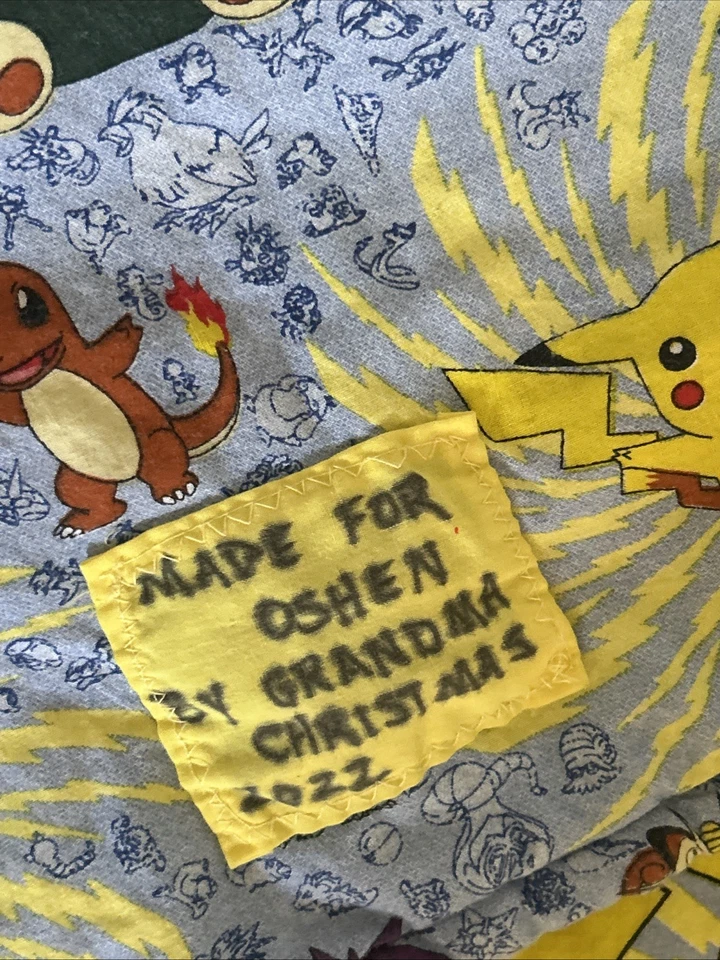 MADE FOR
OSHEN
BY GRANDMA
CHRISTMAS
2022